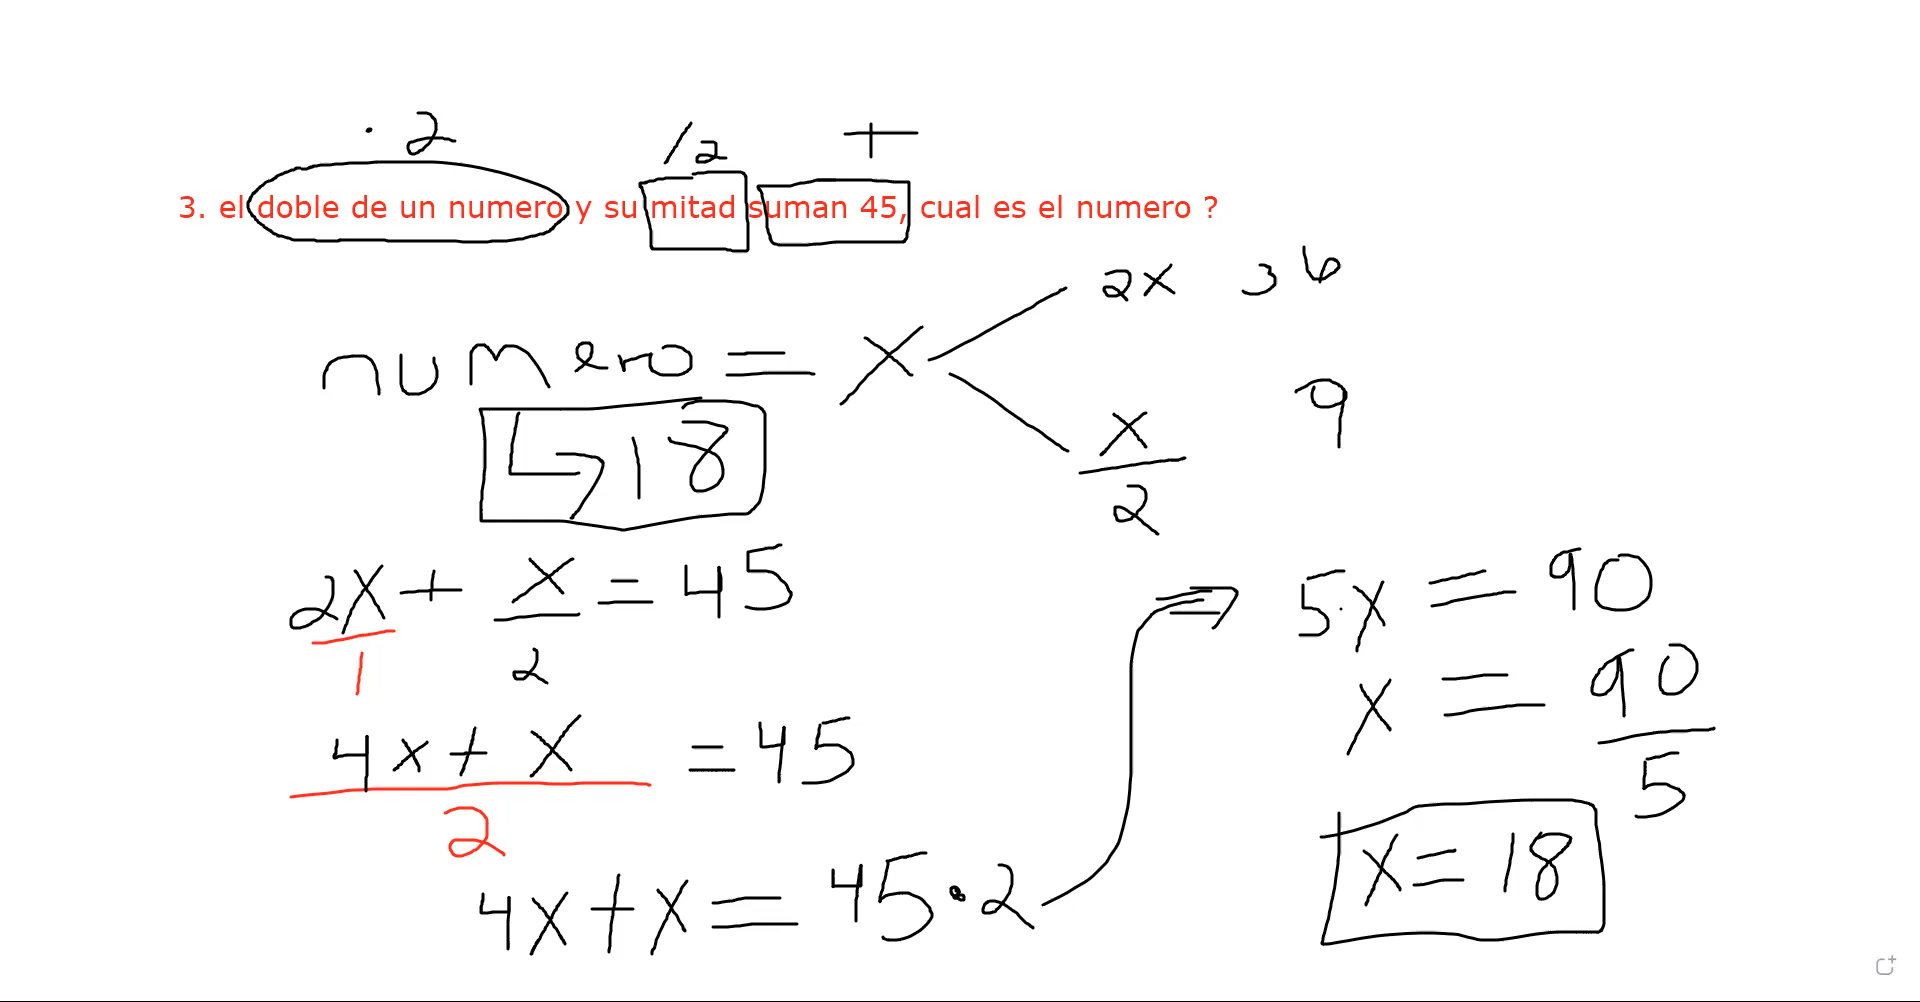 · 2 /2 +
3. el doble de un numero y su mitad suman 45, cual es el numero ?
2x 36
numero = x
x/2 9
18
2x/1 + x/2 = 45
(4x + x)/2 = 45
4x + x = 45 · 2
5·x = 90
x = 90/5
x = 18